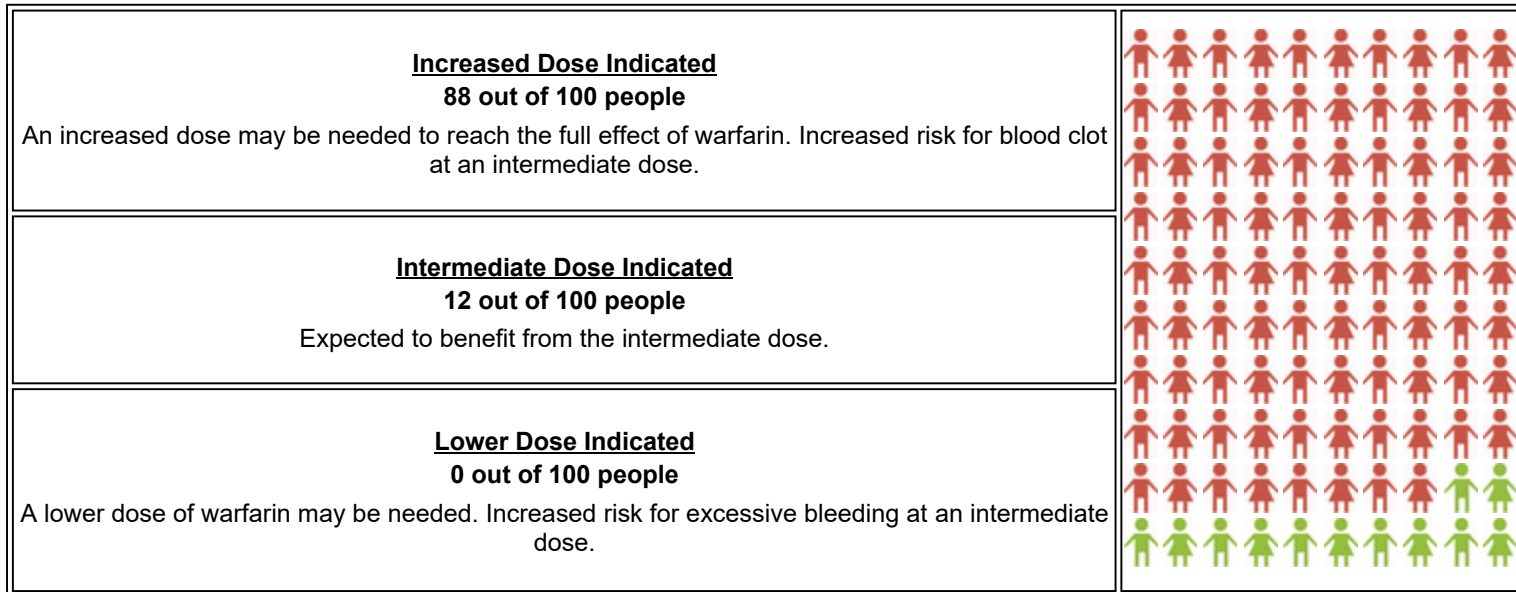 Increased Dose Indicated
88 out of 100 people
An increased dose may be needed to reach the full effect of warfarin. Increased risk for blood clot
at an intermediate dose.
Intermediate Dose Indicated
12 out of 100 people
Expected to benefit from the intermediate dose.
Lower Dose Indicated
0 out of 100 people
A lower dose of warfarin may be needed. Increased risk for excessive bleeding at an intermediate
dose.